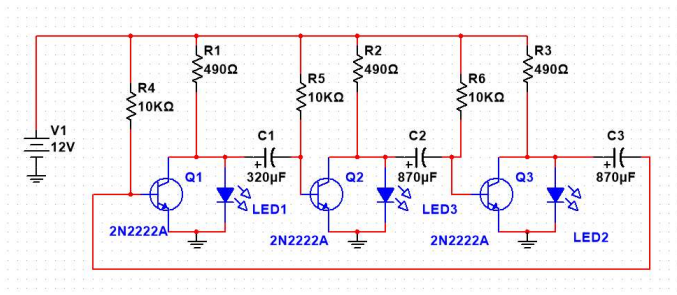 R1
490Ω
R2
490Ω
R3
490Ω
R4
10KΩ
R5
10KΩ
R6
10KΩ
V1
12V
C1
320µF
C2
870µF
C3
870µF
Q1
Q2
Q3
LED1
LED3
LED2
2N2222A
2N2222A
2N2222A